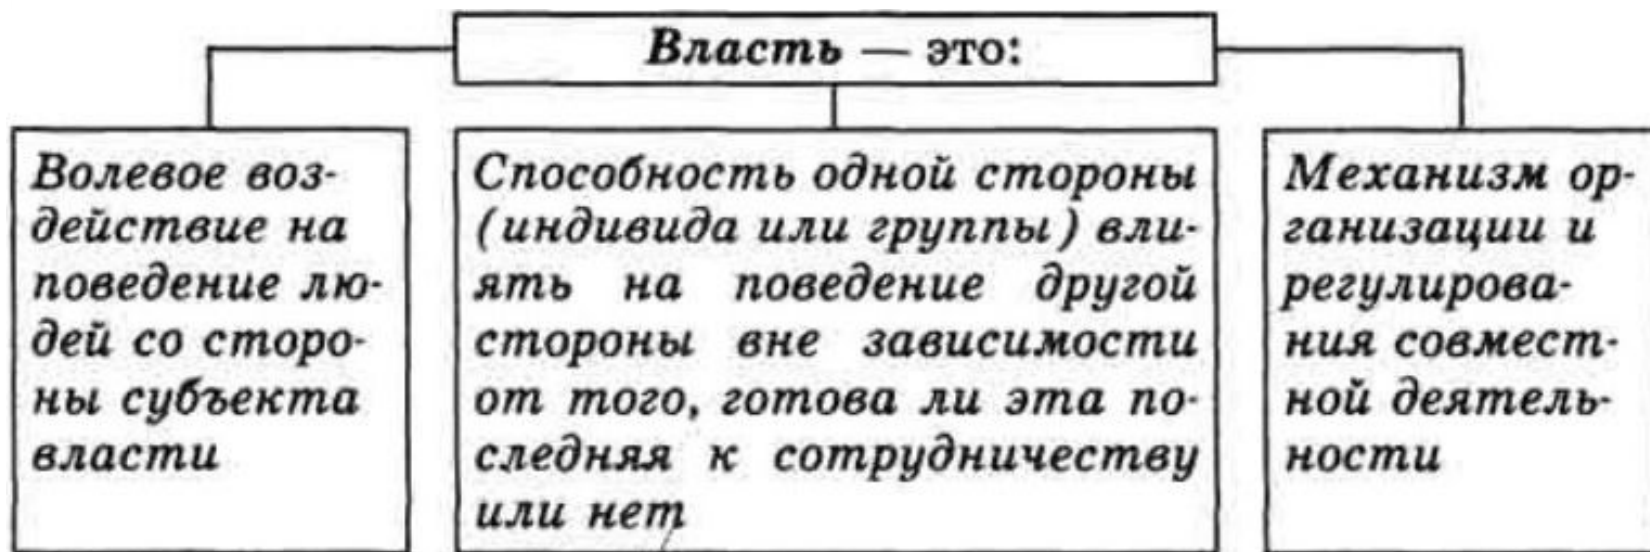 Власть — это:
Волевое воз-
действие на
поведение лю-
дей со сторо-
ны субъекта
власти
Способность одной стороны
(индивида или группы) вли-
ять на поведение другой
стороны вне зависимости
от того, готова ли эта по-
следняя к сотрудничеству
или нет
Механизм ор-
ганизации и
регулирова-
ния совмест-
ной деятель-
ности